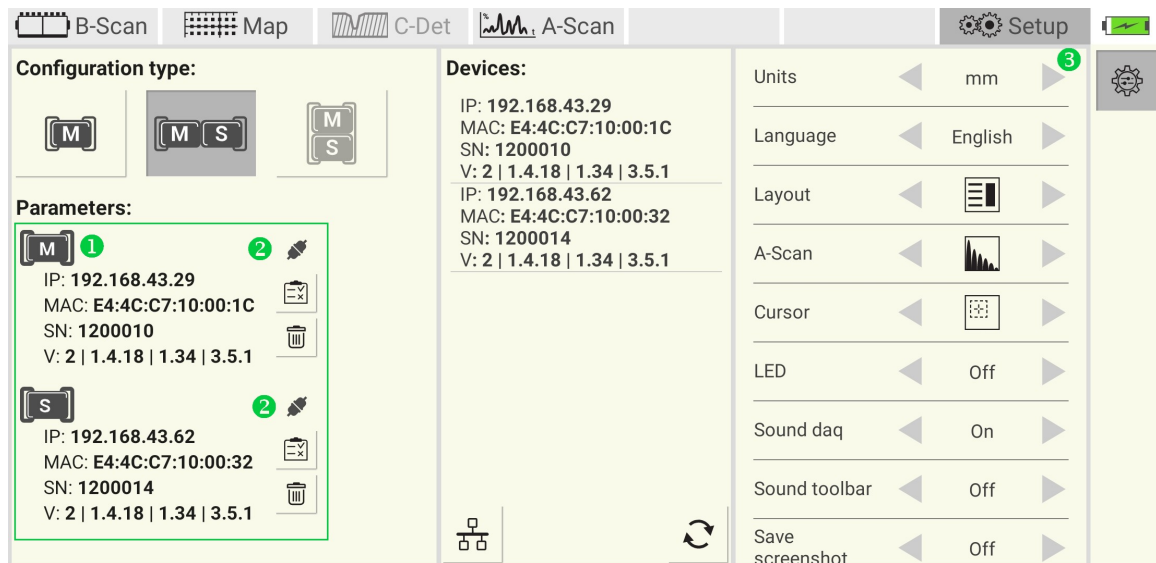 B-Scan Map C-Det A-Scan Setup
Configuration type:
M
M S
M
S
Parameters:
M 1 2
IP: 192.168.43.29
MAC: E4:4C:C7:10:00:1C
SN: 1200010
V: 2 | 1.4.18 | 1.34 | 3.5.1
S 2
IP: 192.168.43.62
MAC: E4:4C:C7:10:00:32
SN: 1200014
V: 2 | 1.4.18 | 1.34 | 3.5.1
Devices:
IP: 192.168.43.29
MAC: E4:4C:C7:10:00:1C
SN: 1200010
V: 2 | 1.4.18 | 1.34 | 3.5.1
IP: 192.168.43.62
MAC: E4:4C:C7:10:00:32
SN: 1200014
V: 2 | 1.4.18 | 1.34 | 3.5.1
3
Units mm
Language English
Layout
A-Scan
Cursor
LED Off
Sound daq On
Sound toolbar Off
Save
screenshot Off